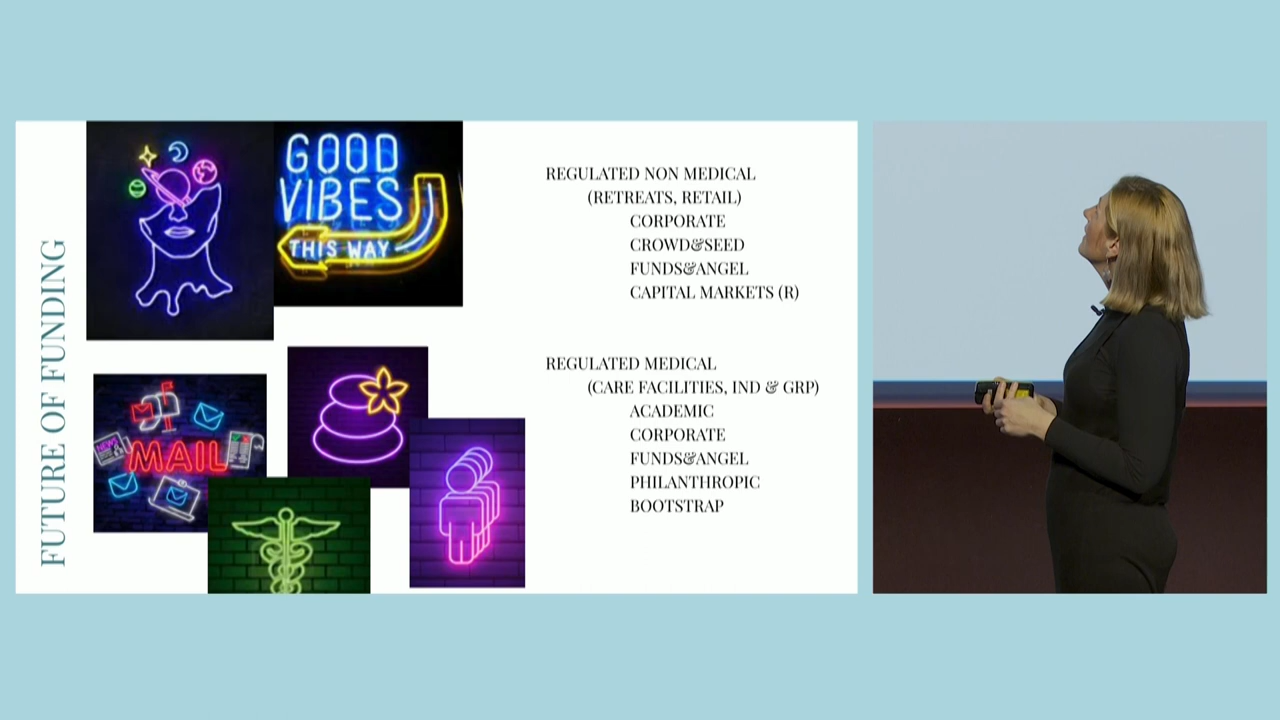 FUTURE OF FUNDING
GOOD
VIBES
THIS WAY
NEWS
MAIL
REGULATED NON MEDICAL
(RETREATS, RETAIL)
CORPORATE
CROWD&SEED
FUNDS&ANGEL
CAPITAL MARKETS (R)
REGULATED MEDICAL
(CARE FACILITIES, IND & GRP)
ACADEMIC
CORPORATE
FUNDS&ANGEL
PHILANTHROPIC
BOOTSTRAP